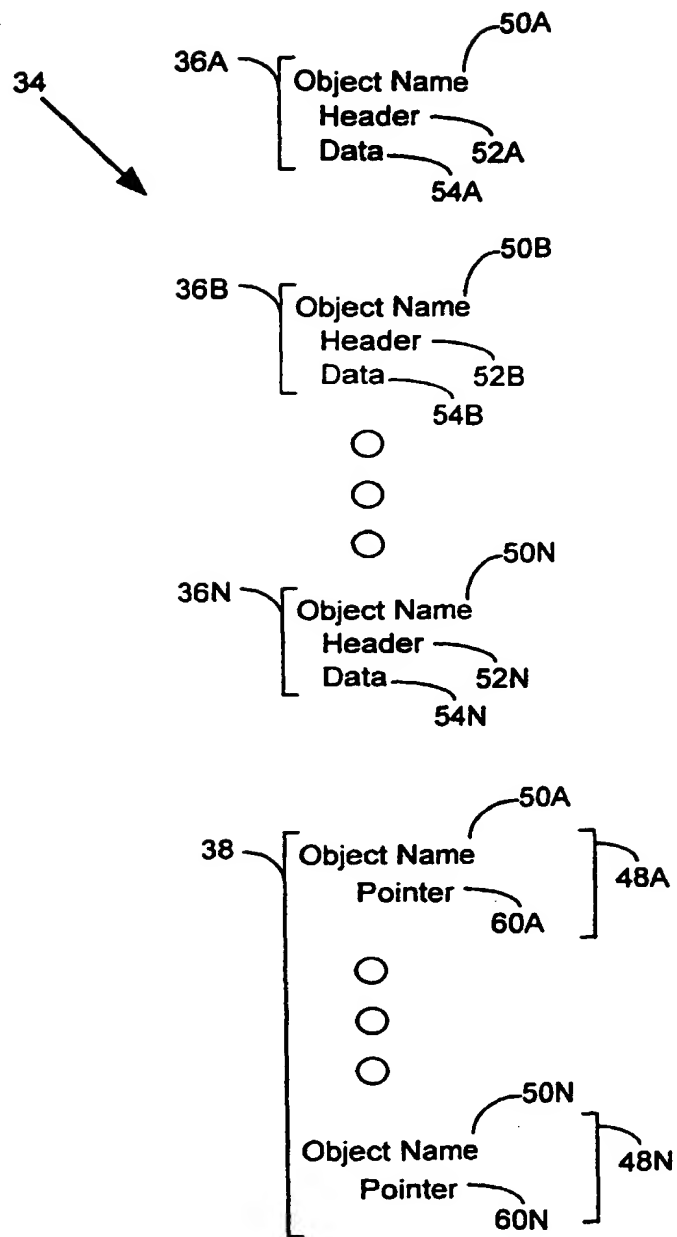 50A
36A
34
Object Name
Header
52A
Data
54A
50B
36B
Object Name
Header
52B
Data
54B
50N
36N
Object Name
Header
52N
Data
54N
50A
38
Object Name
48A
Pointer
60A
50N
Object Name
48N
Pointer
60N